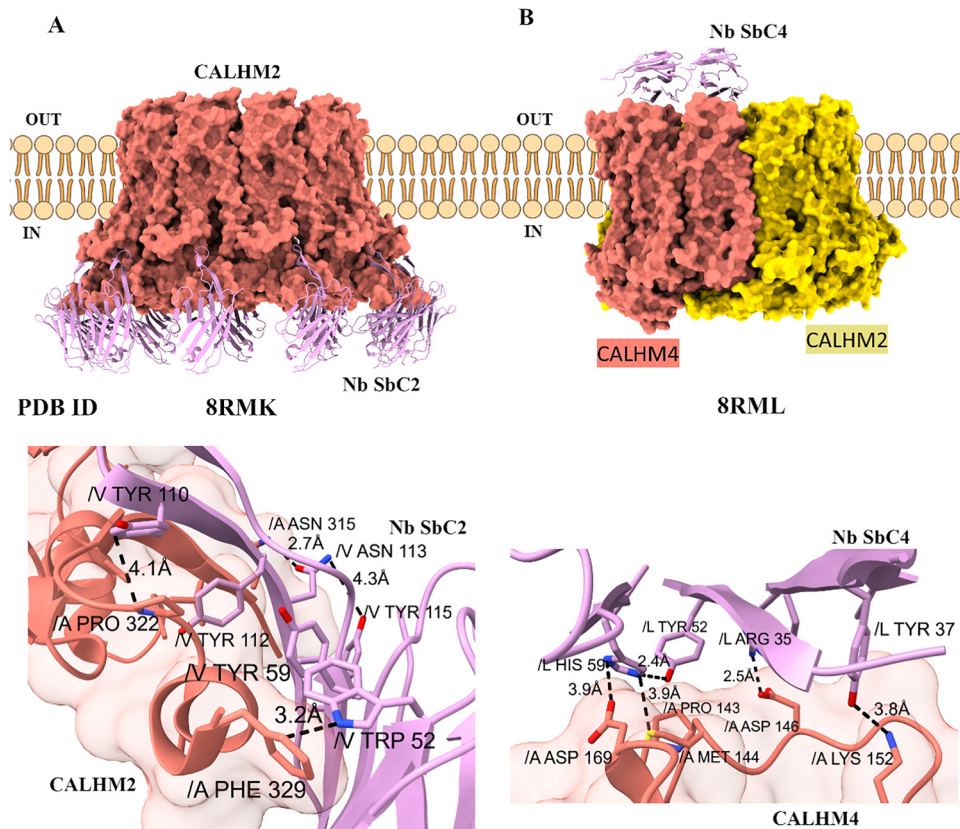 A
B
Nb SbC4
CALHM2
OUT
OUT
IN
IN
CALHM4
CALHM2
Nb SbC2
PDB ID
8RMK
8RML
/V TYR 110
/A ASN 315
Nb SbC2
2.7Å
/V ASN 113
4.1Å
4.3Å
/V TYR 115
/A PRO 322
/V TYR 112
/V TYR 59
3.2Å
/V TRP 52
CALHM2
/A PHE 329
Nb SbC4
/L TYR 52
/L ARG 35
/L TYR 37
/L HIS 59
2.4Å
2.5Å
3.9Å
3.9Å
/A PRO 143
3.8Å
/A ASP 146
/A ASP 169
/A MET 144
/A LYS 152
CALHM4